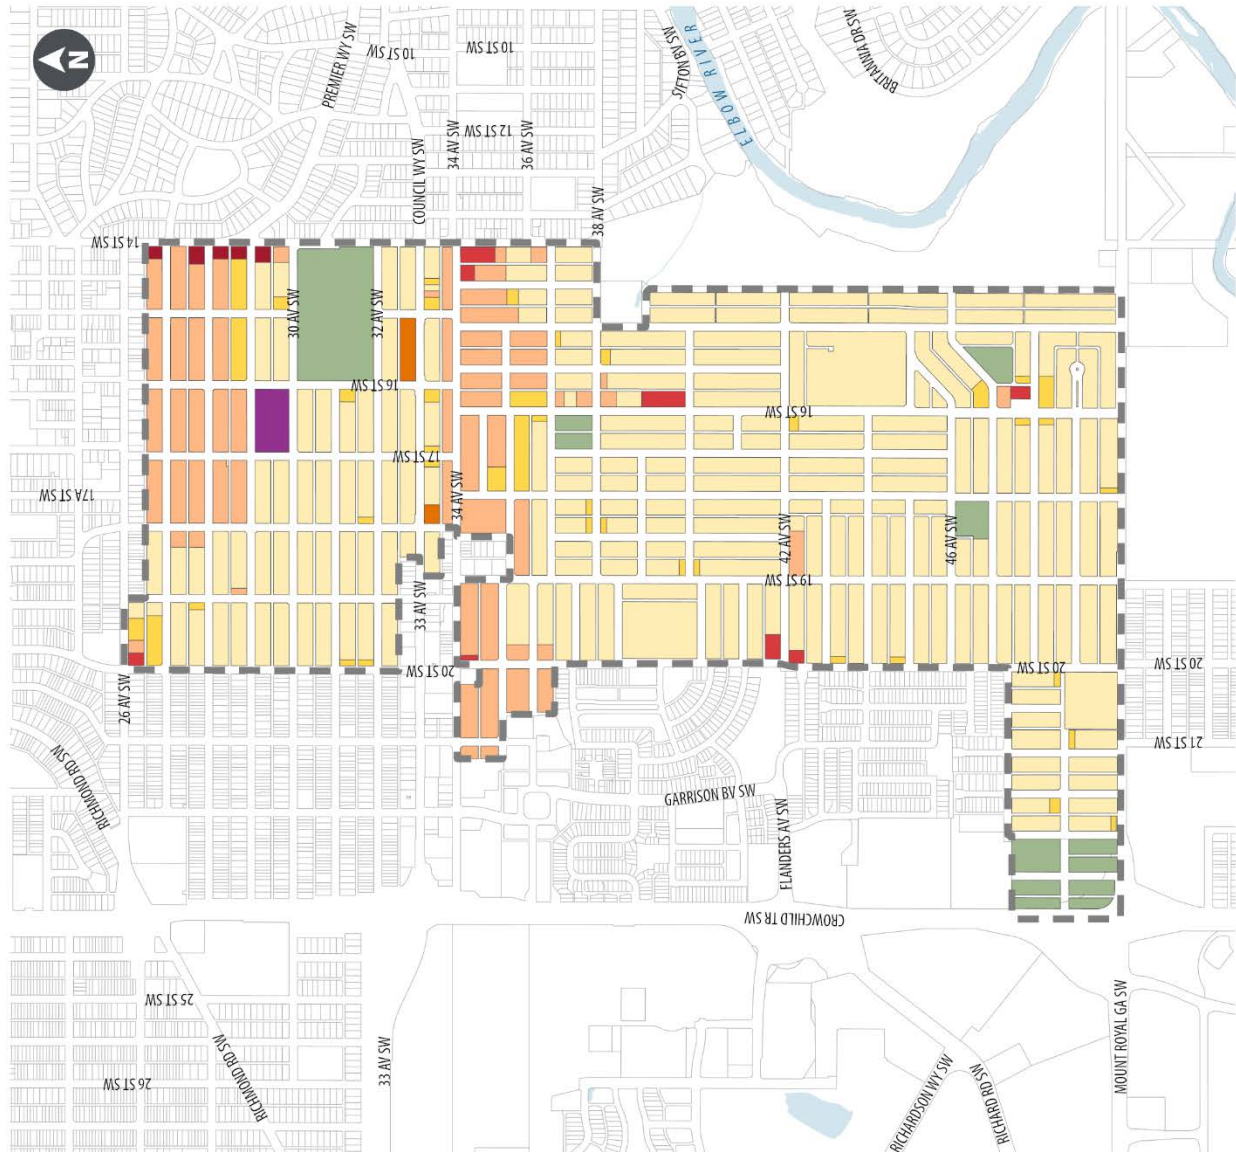 N
10 ST SW
10 ST SW
PREMIER WY SW
SIFTON BV SW
ELBOW RIVER
BRITANNIA DR SW
12 ST SW
COUNCIL WY SW
34 AV SW
36 AV SW
38 AV SW
14 ST SW
30 AV SW
32 AV SW
16 ST SW
16 ST SW
17 ST SW
17A ST SW
34 AV SW
42 AV SW
46 AV SW
19 ST SW
33 AV SW
26 AV SW
20 ST SW
20 ST SW
20 ST SW
21 ST SW
RICHMOND RD SW
GARRISON BV SW
FLANDERS AV SW
CROWCHILD TR SW
25 ST SW
26 ST SW
RICHMOND RD SW
33 AV SW
RICHARDSON WY SW
RICHARD RD SW
MOUNT ROYAL GA SW